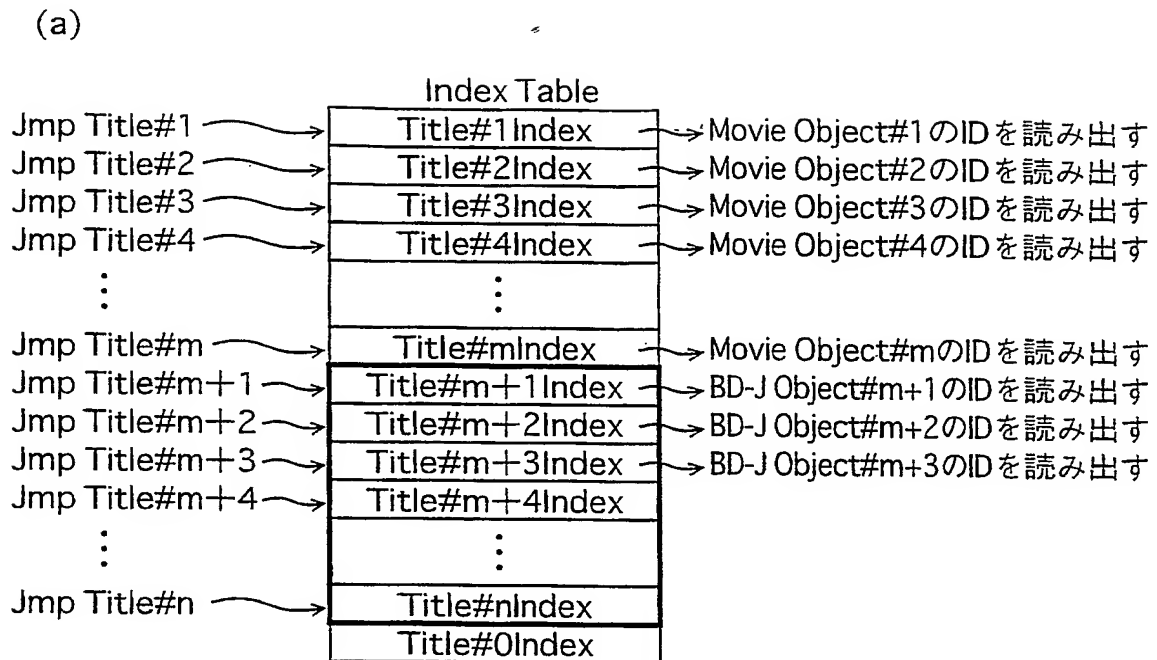 (a)
Index Table
Jmp Title#1 Title#1Index Movie Object#1のIDを読み出す
Jmp Title#2 Title#2Index Movie Object#2のIDを読み出す
Jmp Title#3 Title#3Index Movie Object#3のIDを読み出す
Jmp Title#4 Title#4Index Movie Object#4のIDを読み出す
Jmp Title#m Title#mIndex Movie Object#mのIDを読み出す
Jmp Title#m+1 Title#m+1Index BD-J Object#m+1のIDを読み出す
Jmp Title#m+2 Title#m+2Index BD-J Object#m+2のIDを読み出す
Jmp Title#m+3 Title#m+3Index BD-J Object#m+3のIDを読み出す
Jmp Title#m+4 Title#m+4Index
Jmp Title#n Title#nIndex
Title#0Index